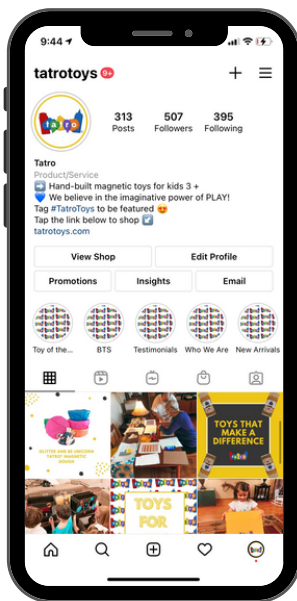 9:44
tatrotoys 9+
tatro
313 507 395
Posts Followers Following
Tatro
Product/Service
Hand-built magnetic toys for kids 3 +
We believe in the imaginative power of PLAY!
Tag #TatroToys to be featured
Tap the link below to shop
tatrotoys.com
View Shop Edit Profile
Promotions Insights Email
Toy of the... BTS Testimonials Who We Are New Arrivals
TOYS THAT
MAKE A
DIFFERENCE
TOYS
FOR